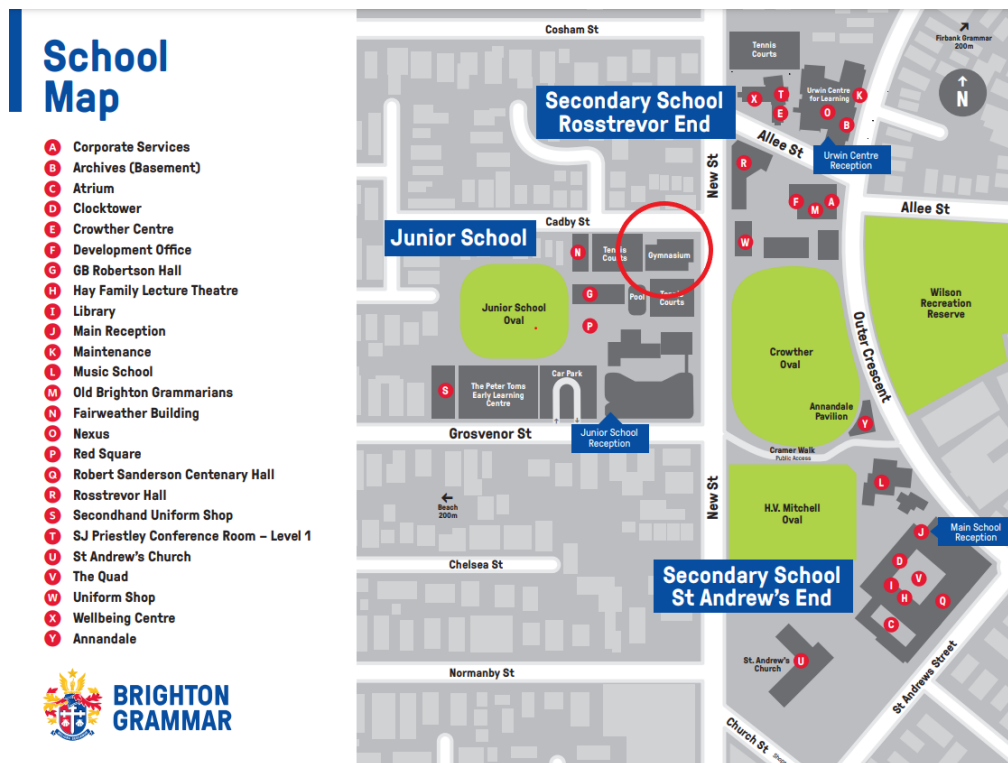 School
Map
A Corporate Services
B Archives (Basement)
C Atrium
D Clocktower
E Crowther Centre
F Development Office
G GB Robertson Hall
H Hay Family Lecture Theatre
I Library
J Main Reception
K Maintenance
L Music School
M Old Brighton Grammarians
N Fairweather Building
O Nexus
P Red Square
Q Robert Sanderson Centenary Hall
R Rosstrevor Hall
S Secondhand Uniform Shop
T SJ Priestley Conference Room – Level 1
U St Andrew's Church
V The Quad
W Uniform Shop
X Wellbeing Centre
Y Annandale
BRIGHTON
GRAMMAR
Cosham St
Tennis
Courts
Firbank Grammar
200m
N
Secondary School
Rosstrevor End
X
T
E
Urwin Centre
for Learning
K
O
B
Allee St
Urwin Centre
Reception
New St
R
F
M
A
Allee St
Cadby St
Junior School
N
Tennis
Courts
Gymnasium
W
G
Pool
Tennis
Courts
Junior School
Oval
P
Wilson
Recreation
Reserve
Outer Crescent
Crowther
Oval
Car Park
S
The Peter Toms
Early Learning
Centre
Annandale
Pavilion
Y
Grosvenor St
Junior School
Reception
Cramer Walk
Public Access
Beach
200m
New St
H.V. Mitchell
Oval
L
J
Main School
Reception
Chelsea St
Secondary School
St Andrew's End
D
V
I
H
Q
C
St. Andrew's
Church
U
Normanby St
St Andrews Street
Church St